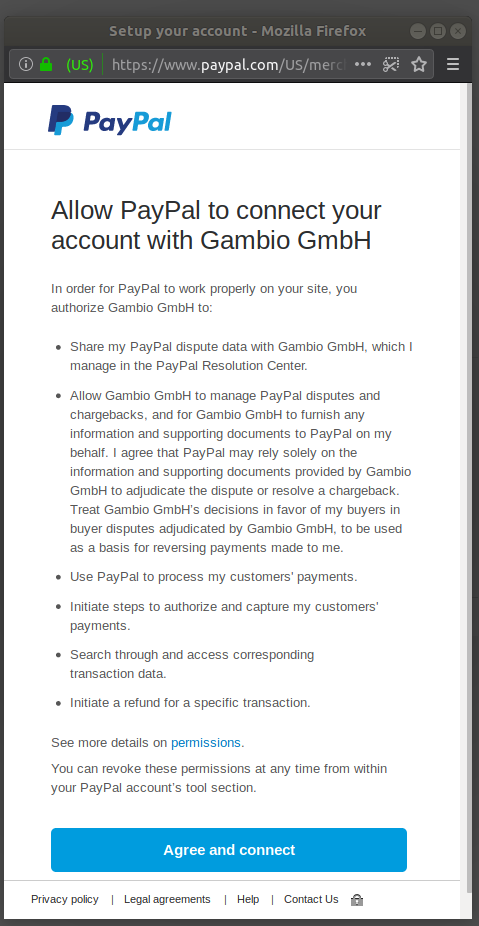 Setup your account - Mozilla Firefox
(US) https://www.paypal.com/US/merc
PayPal
Allow PayPal to connect your
account with Gambio GmbH
In order for PayPal to work properly on your site, you
authorize Gambio GmbH to:
Share my PayPal dispute data with Gambio GmbH, which I
manage in the PayPal Resolution Center.
Allow Gambio GmbH to manage PayPal disputes and
chargebacks, and for Gambio GmbH to furnish any
information and supporting documents to PayPal on my
behalf. I agree that PayPal may rely solely on the
information and supporting documents provided by Gambio
GmbH to adjudicate the dispute or resolve a chargeback.
Treat Gambio GmbH's decisions in favor of my buyers in
buyer disputes adjudicated by Gambio GmbH, to be used
as a basis for reversing payments made to me.
Use PayPal to process my customers' payments.
Initiate steps to authorize and capture my customers'
payments.
Search through and access corresponding
transaction data.
Initiate a refund for a specific transaction.
See more details on permissions.
You can revoke these permissions at any time from within
your PayPal account's tool section.
Agree and connect
Privacy policy | Legal agreements | Help | Contact Us